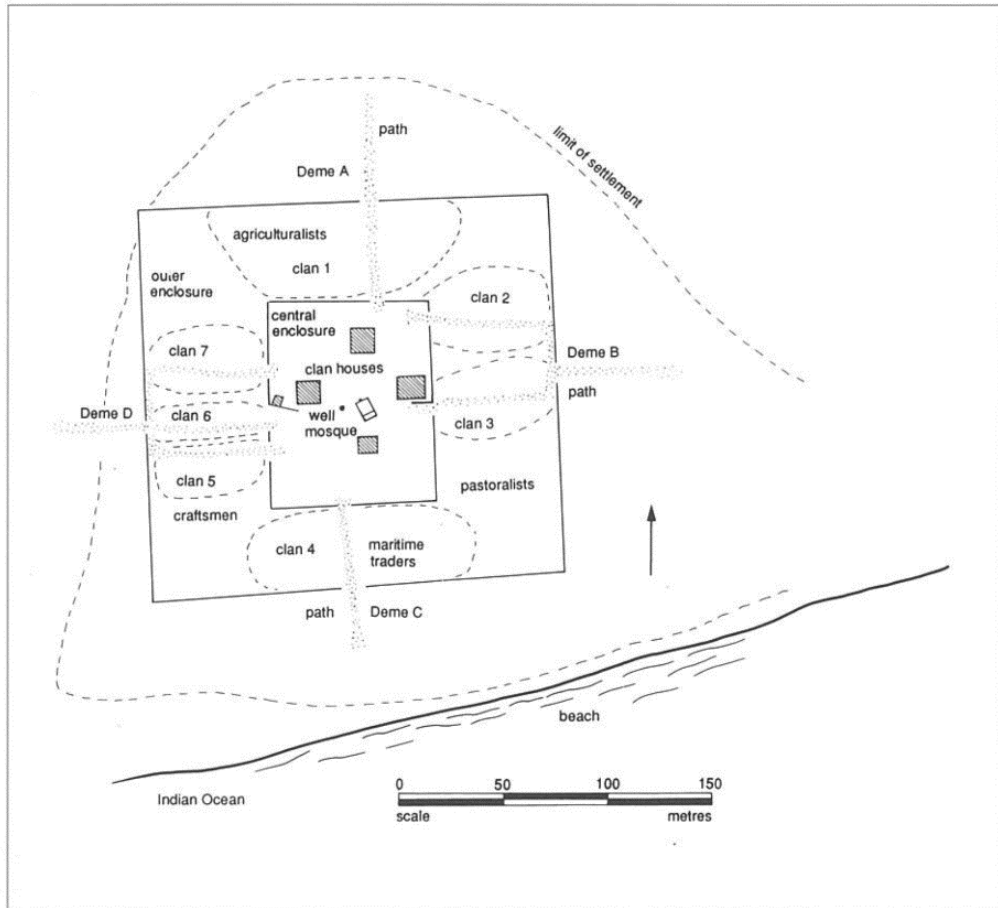 path
limit of settlement
Deme A
agriculturalists
clan 1
outer
enclosure
clan 2
central
enclosure
clan 7
clan houses
Deme B
path
Deme D
clan 6
well
mosque
clan 3
clan 5
craftsmen
pastoralists
clan 4
maritime
traders
path
Deme C
beach
Indian Ocean
0 50 100 150
scale metres